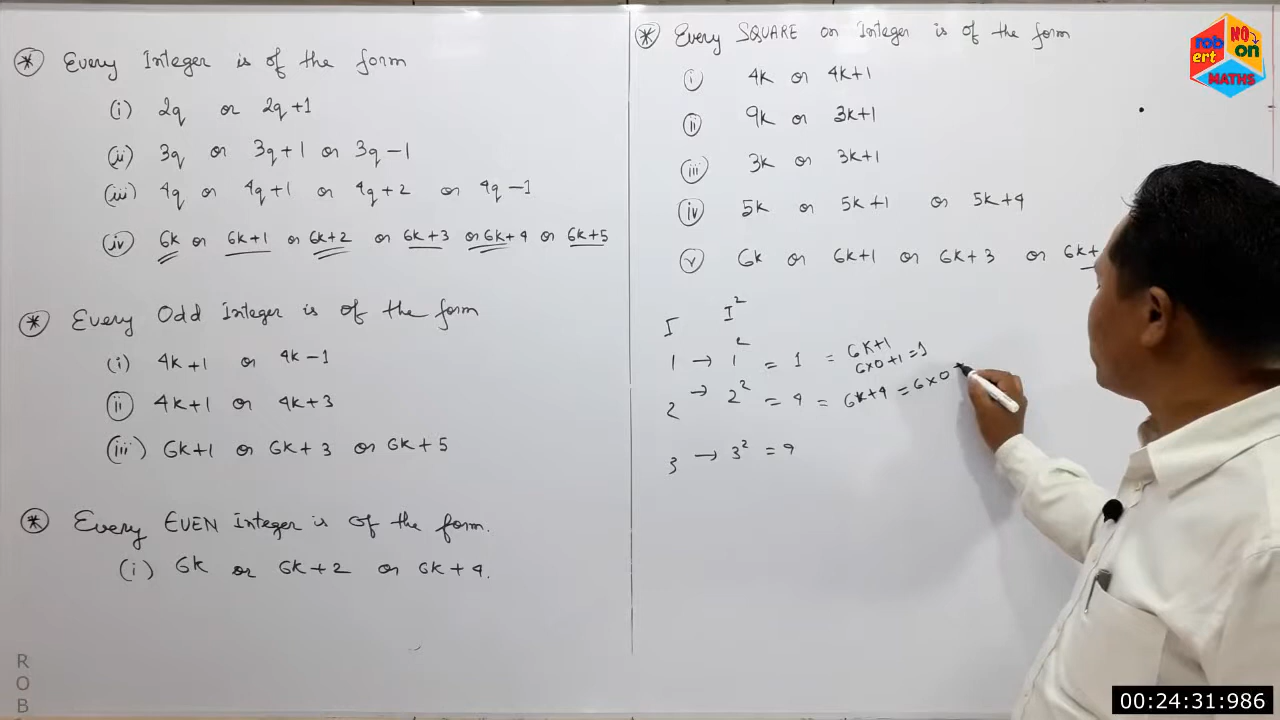 * Every Integer is of the form
(i) 2q or 2q+1
(ii) 3q or 3q+1 or 3q-1
(iii) 4q or 4q+1 or 4q+2 or 4q-1
(iv) 6k or 6k+1 or 6k+2 or 6k+3 or 6k+4 or 6k+5
* Every Odd Integer is of the form
(i) 4k+1 or 4k-1
(ii) 4k+1 or 4k+3
(iii) 6k+1 or 6k+3 or 6k+5
* Every EVEN Integer is of the form.
(i) 6k or 6k+2 or 6k+4.
R
O
B
* Every SQUARE on Integer is of the form
(i) 4k or 4k+1
(ii) 9k or 3k+1
(iii) 3k or 3k+1
(iv) 5k or 5k+1 or 5k+4
(v) 6k or 6k+1 or 6k+3 or 6k+
I I²
1 → 1² = 1 = 6k+1
6×0+1=1
2 → 2² = 4 = 6k+4 = 6×0
3 → 3² = 9
rob NO
ert on
MATHS
00:24:31:986